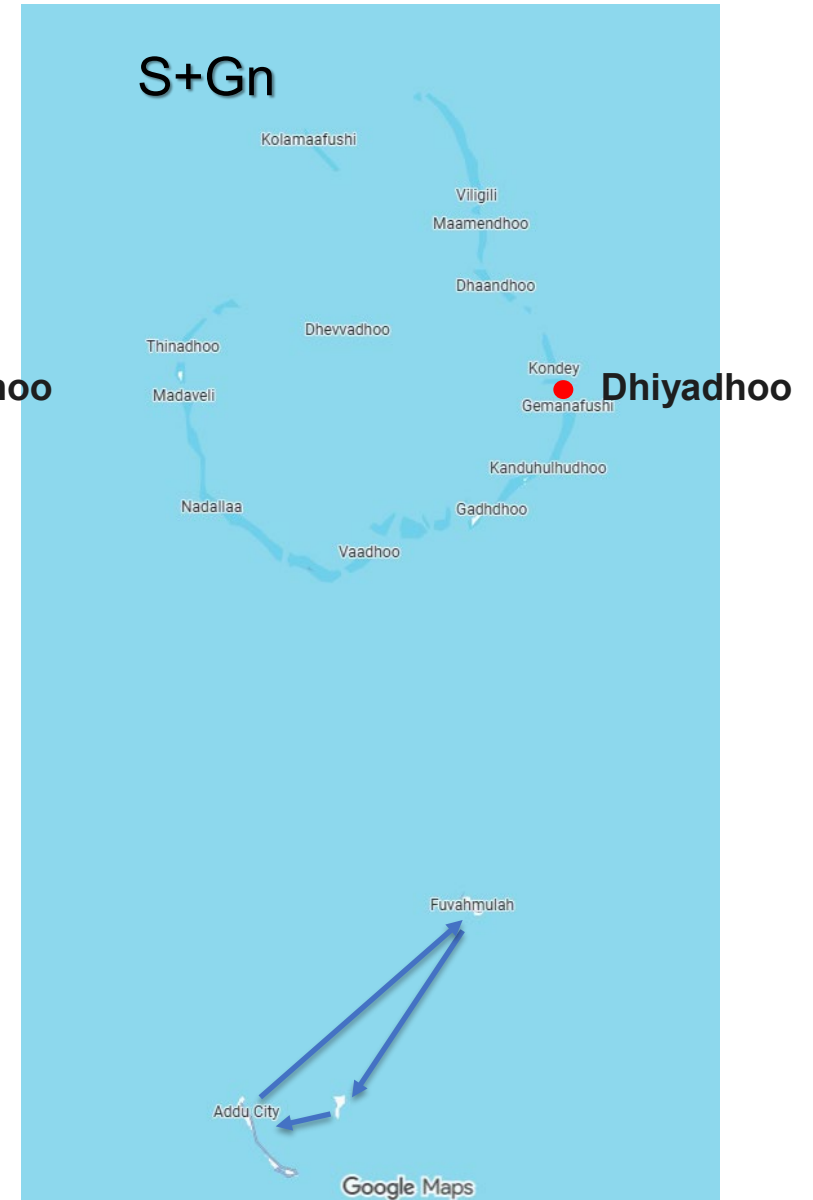 S+Gn
Kolamaafushi
Viligili
Maamendhoo
Dhaandhoo
Dhevvadhoo
Thinadhoo
Kondey
hoo
Dhiyadhoo
Madaveli
Gemanafushi
Kanduhulhudhoo
Nadallaa
Gadhdhoo
Vaadhoo
Fuvahmulah
Addu City
Google Maps